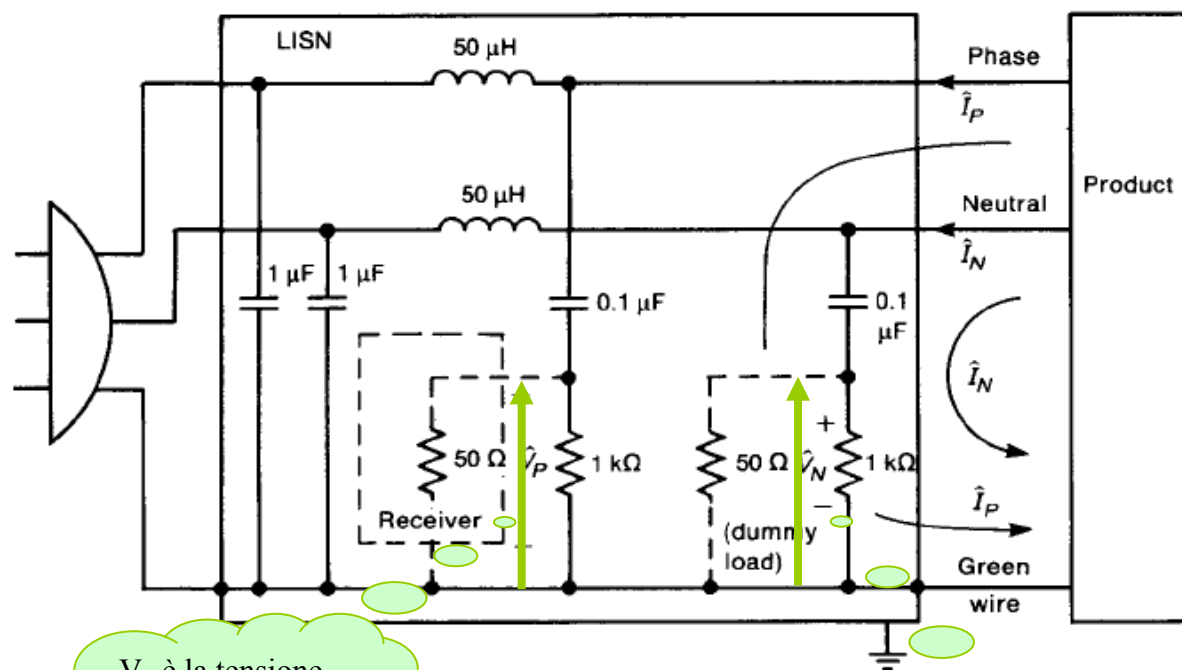 LISN
50 μH
Phase
Î_P
Product
50 μH
Neutral
Î_N
1 μF
1 μF
0.1 μF
0.1
μF
Î_N
50 Ω
V̂_P
1 kΩ
50 Ω
V̂_N
+
1 kΩ
−
Î_P
Receiver
(dummy
load)
Green
wire
è la tensione